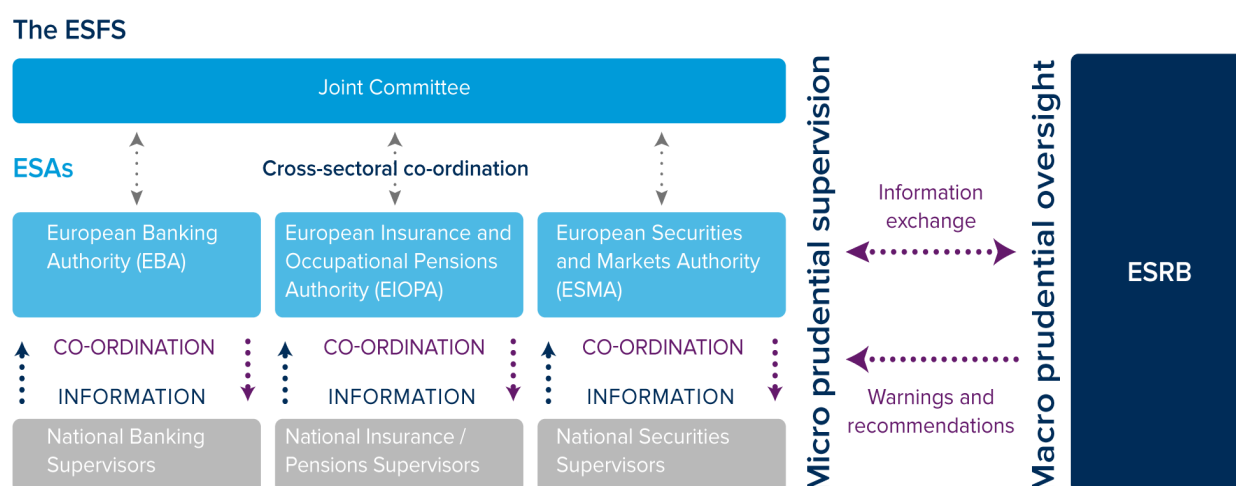 The ESFS
Joint Committee
ESAs
Cross-sectoral co-ordination
European Banking
Authority (EBA)
European Insurance and
Occupational Pensions
Authority (EIOPA)
European Securities
and Markets Authority
(ESMA)
CO-ORDINATION
INFORMATION
CO-ORDINATION
INFORMATION
CO-ORDINATION
INFORMATION
National Banking
Supervisors
National Insurance /
Pensions Supervisors
National Securities
Supervisors
Micro prudential supervision
Information
exchange
Warnings and
recommendations
Macro prudential oversight
ESRB